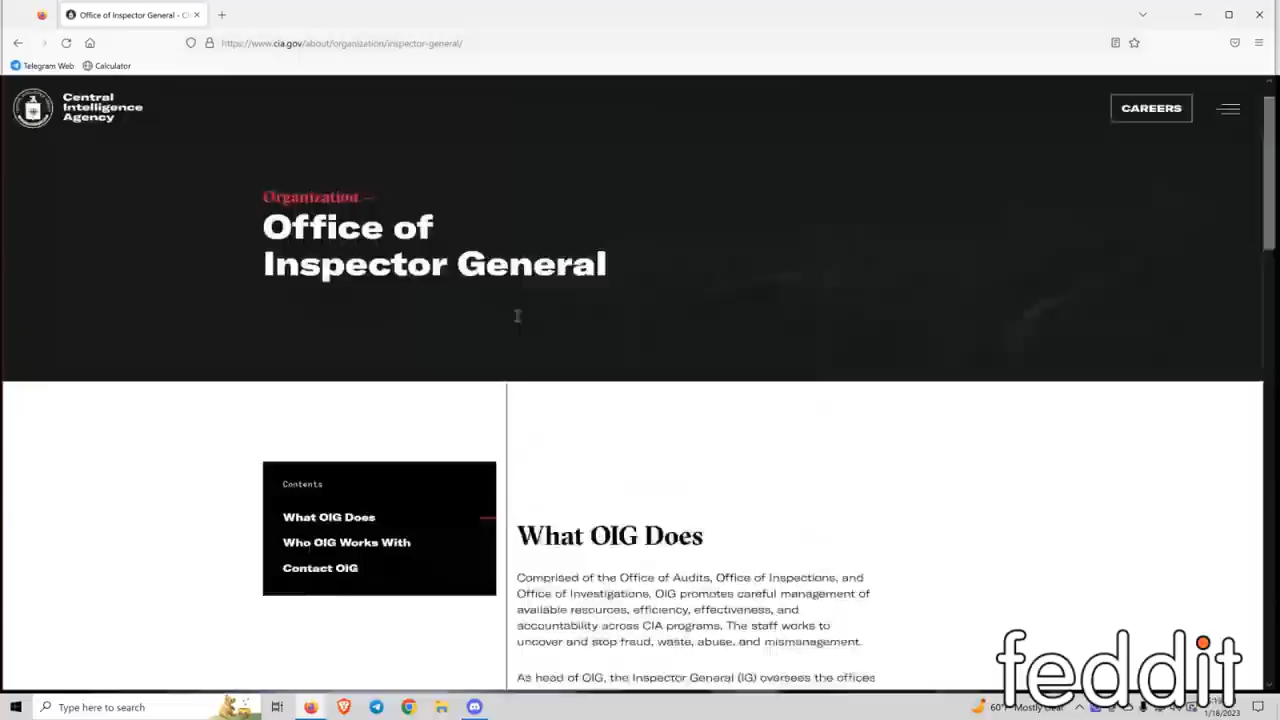 Office of Inspector General - CI
https://www.cia.gov/about/organization/inspector-general/
Telegram Web
Calculator
Central
Intelligence
Agency
CAREERS
Organization —
Office of
Inspector General
Contents
What OIG Does
Who OIG Works With
Contact OIG
What OIG Does
Comprised of the Office of Audits, Office of Inspections, and
Office of Investigations, OIG promotes careful management of
available resources, efficiency, effectiveness, and
accountability across CIA programs. The staff works to
uncover and stop fraud, waste, abuse, and mismanagement.
As head of OIG, the Inspector General (IG) oversees the offices
feddit
Type here to search
60° Mostly clear
1/18/2023